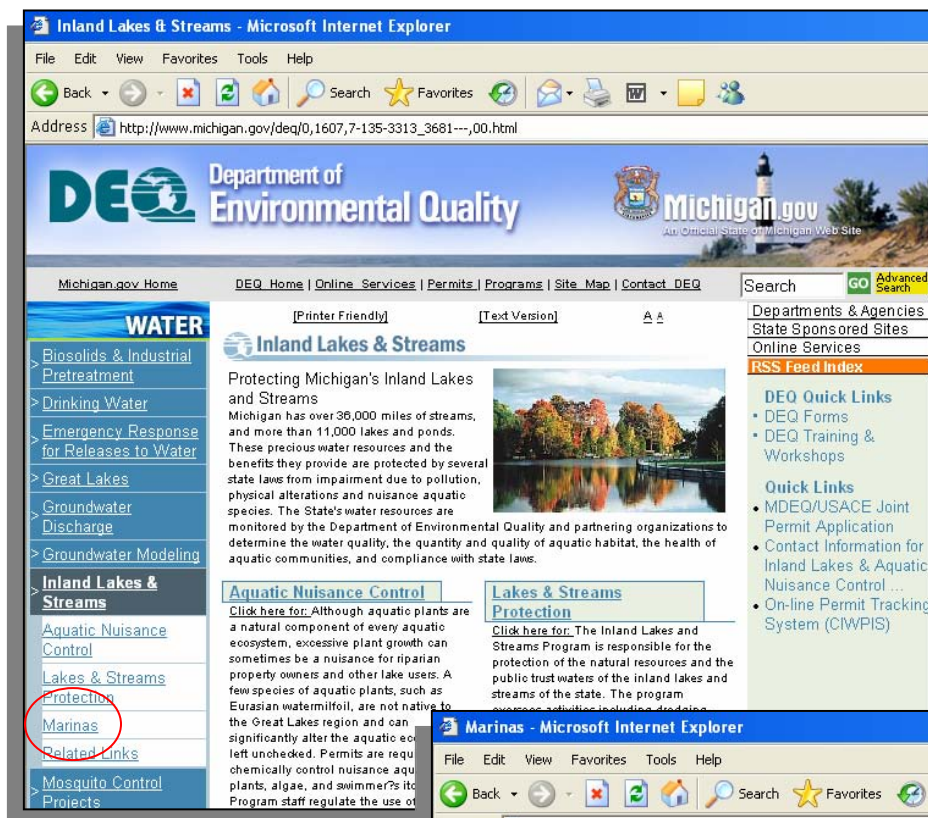 Inland Lakes & Streams - Microsoft Internet Explorer
File Edit View Favorites Tools Help
Back Search Favorites
Address http://www.michigan.gov/deq/0,1607,7-135-3313_3681---,00.html
DEQ Department of
Environmental Quality
Michigan.gov
An Official State of Michigan Web Site
Michigan.gov Home DEQ Home | Online Services | Permits | Programs | Site Map | Contact DEQ
Search GO Advanced Search
WATER
> Biosolids & Industrial
Pretreatment
> Drinking Water
> Emergency Response
for Releases to Water
> Great Lakes
> Groundwater
Discharge
> Groundwater Modeling
> Inland Lakes &
Streams
Aquatic Nuisance
Control
Lakes & Streams
Protection
Marinas
Related Links
> Mosquito Control
Projects
[Printer Friendly] [Text Version] A A
Inland Lakes & Streams
Protecting Michigan's Inland Lakes
and Streams
Michigan has over 36,000 miles of streams,
and more than 11,000 lakes and ponds.
These precious water resources and the
benefits they provide are protected by several
state laws from impairment due to pollution,
physical alterations and nuisance aquatic
species. The State's water resources are
monitored by the Department of Environmental Quality and partnering organizations to
determine the water quality, the quantity and quality of aquatic habitat, the health of
aquatic communities, and compliance with state laws.
Aquatic Nuisance Control
Click here for: Although aquatic plants are
a natural component of every aquatic
ecosystem, excessive plant growth can
sometimes be a nuisance for riparian
property owners and other lake users. A
few species of aquatic plants, such as
Eurasian watermilfoil, are not native to
the Great Lakes region and can
significantly alter the aquatic
left unchecked. Permits are
chemically control nuisance
plants, algae, and swimmer?s
Program staff regulate the use of
Lakes & Streams
Protection
Click here for: The Inland Lakes and
Streams Program is responsible for the
protection of the natural resources and the
public trust waters of the inland lakes and
streams of the state. The program
oversees activities including dredging,
Departments & Agencies
State Sponsored Sites
Online Services
RSS Feed Index
DEQ Quick Links
• DEQ Forms
• DEQ Training &
Workshops
Quick Links
• MDEQ/USACE Joint
Permit Application
• Contact Information for
Inland Lakes & Aquatic
Nuisance Control ...
• On-line Permit Tracking
System (CIWPIS)
Marinas - Microsoft Internet Explorer
File Edit View Favorites Tools Help
Back Search Favorites